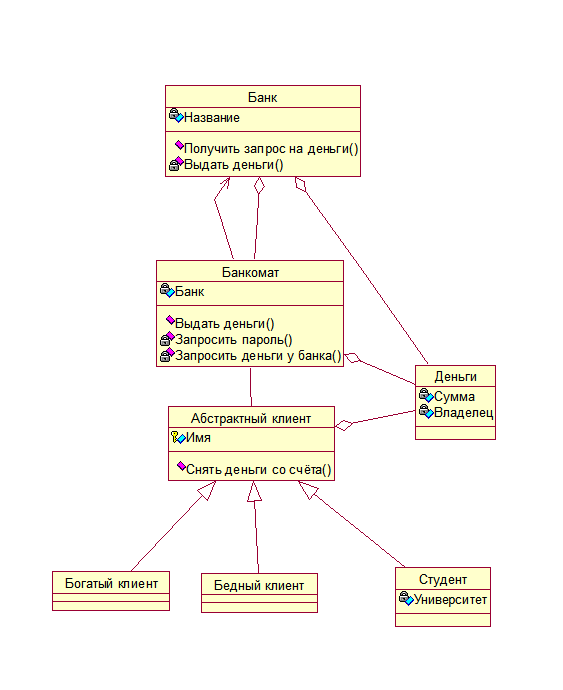 Банк
Название
Получить запрос на деньги()
Выдать деньги()
Банкомат
Банк
Выдать деньги()
Запросить пароль()
Запросить деньги у банка()
Деньги
Сумма
Владелец
Абстрактный клиент
Имя
Снять деньги со счёта()
Богатый клиент
Бедный клиент
Студент
Университет